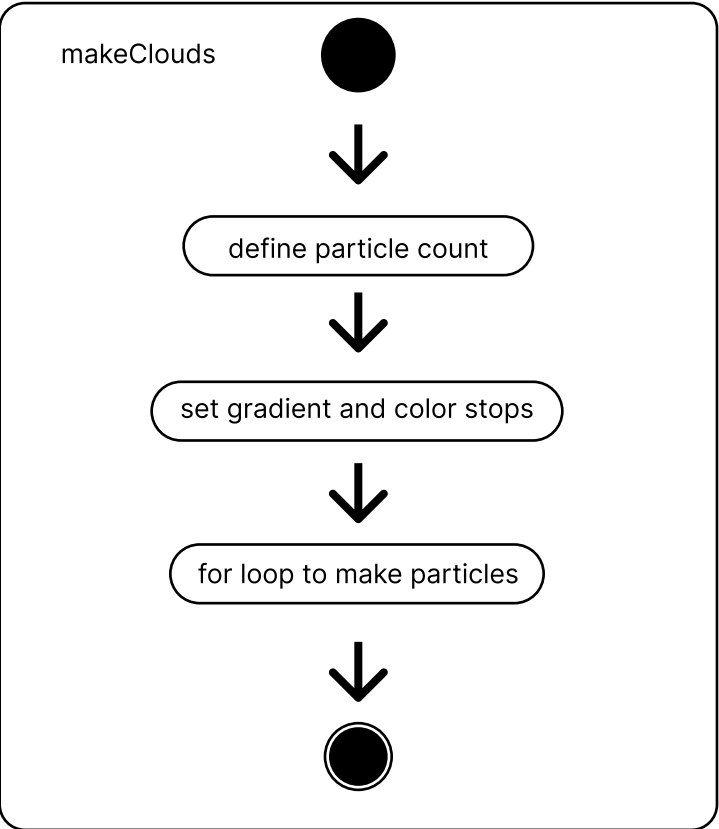 makeClouds
define particle count
set gradient and color stops
for loop to make particles